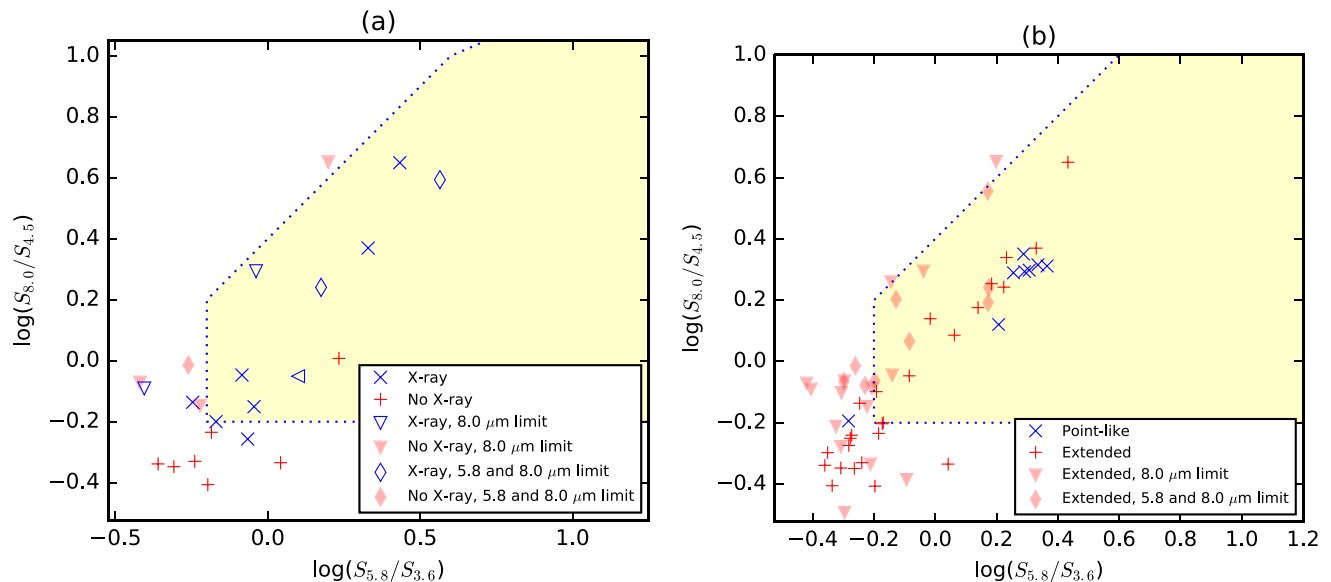 (a)
1.0
0.8
0.6
0.4
0.2
0.0
−0.2
−0.4
log(S8.0/S4.5)
−0.5
0.0
0.5
1.0
log(S5.8/S3.6)
X-ray
No X-ray
X-ray, 8.0 μm limit
No X-ray, 8.0 μm limit
X-ray, 5.8 and 8.0 μm limit
No X-ray, 5.8 and 8.0 μm limit
(b)
1.0
0.8
0.6
0.4
0.2
0.0
−0.2
−0.4
log(S8.0/S4.5)
−0.4
−0.2
0.0
0.2
0.4
0.6
0.8
1.0
1.2
log(S5.8/S3.6)
Point-like
Extended
Extended, 8.0 μm limit
Extended, 5.8 and 8.0 μm limit